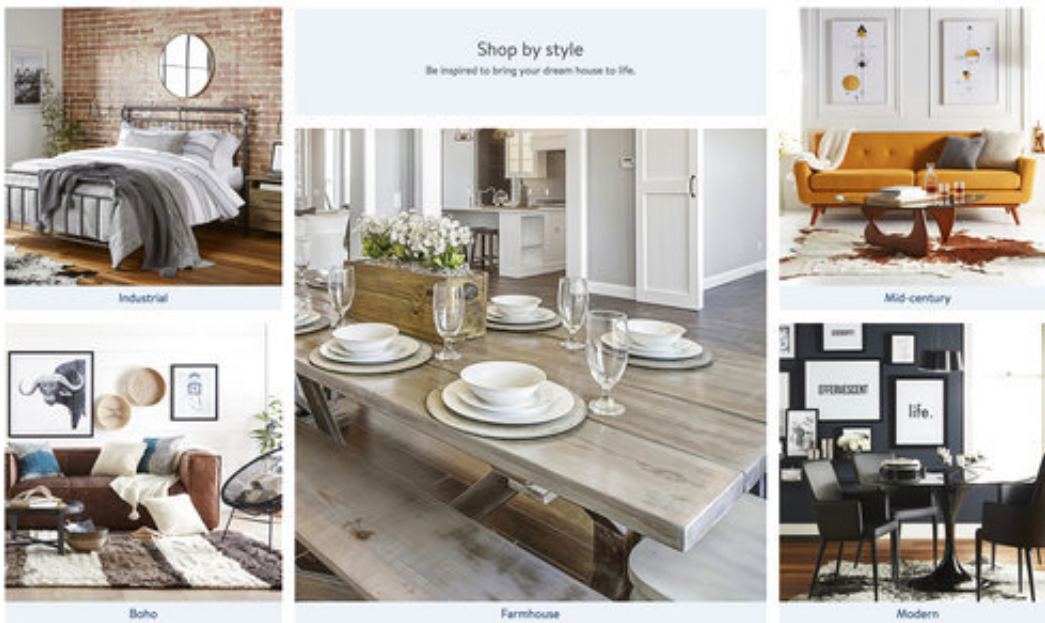 Shop by style
Be inspired to bring your dream house to life.
Industrial
Mid-century
EFFERVESCENT
life.
Boho
Farmhouse
Modern